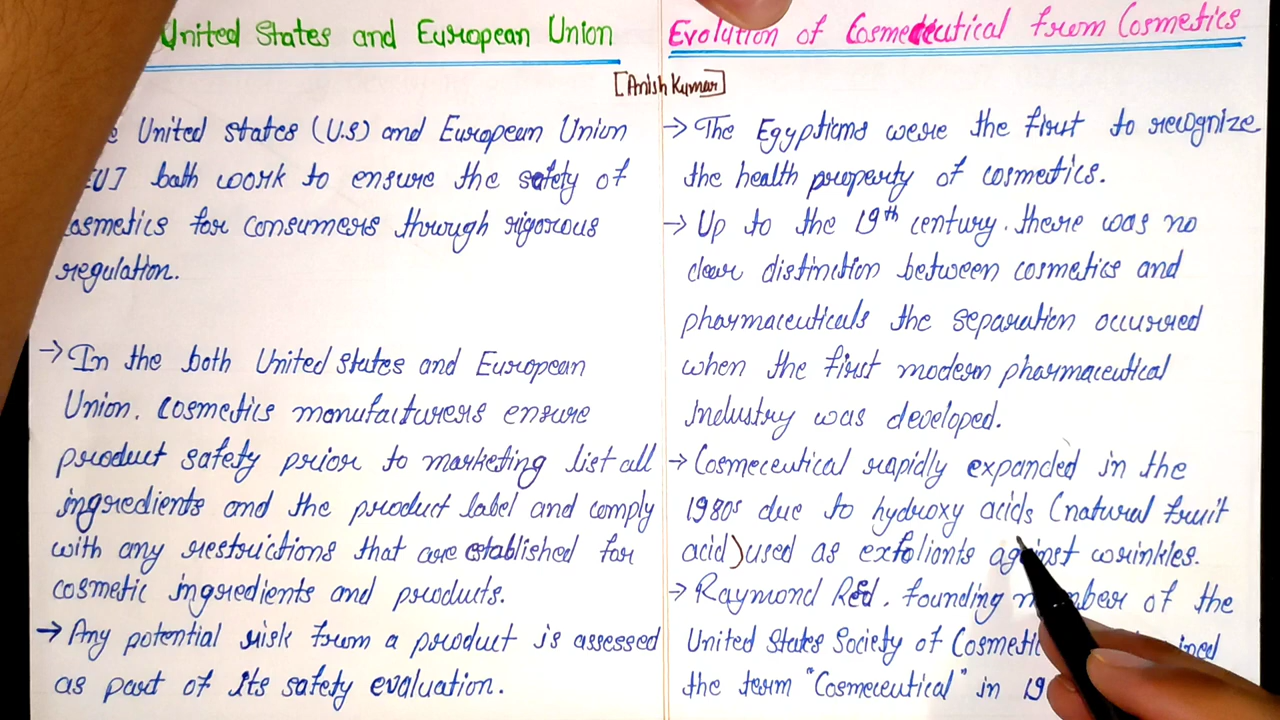 United States and European Union
United States (U.S) and European Union
EU] bath work to ensure the safety of
cosmetics for consumers through rigorous
regulation.
→ In the both United states and European
Union. cosmetics manufacturers ensure
product safety prior to marketing list all
ingredients and the product label and comply
with any restrictions that are established for
cosmetic ingredients and products.
→ Any potential risk from a product is assessed
as part of its safety evaluation.
[Anish Kumar]
Evolution of Cosmeceutical from Cosmetics
→ The Egyptians were the first to recognize
the health property of cosmetics.
→ Up to the 19th century. there was no
clear distinction between cosmetics and
pharmaceuticals the separation occurred
when the first modern pharmaceutical
Industry was developed.
→ Cosmeceutical rapidly expanded in the
1980s due to hydroxy acids (natural fruit
acid) used as exfolionts against wrinkles.
→ Raymond Reed. founding member of the
United States Society of
the term "Cosmeceutical" in 19